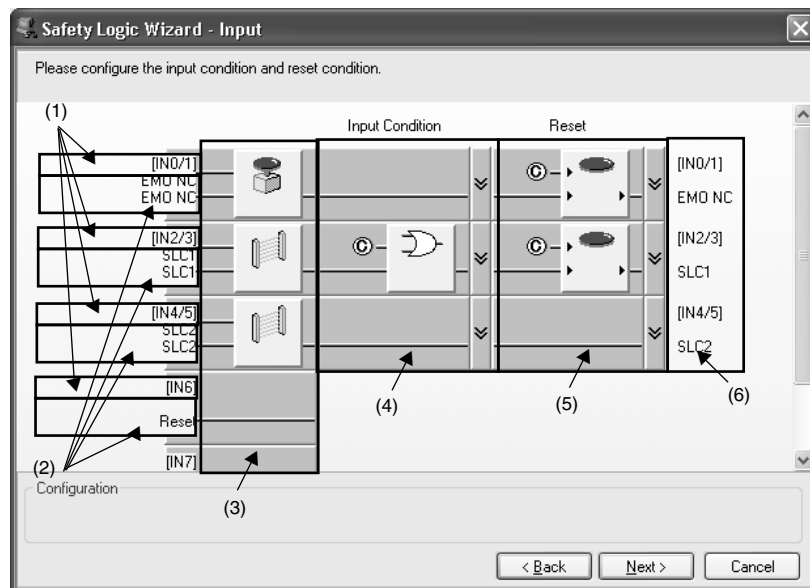 Safety Logic Wizard - Input
Please configure the input condition and reset condition.
(1)
Input Condition
Reset
[IN0/1]
EMO NC
EMO NC
C
[IN0/1]
EMO NC
[IN2/3]
SLC1
SLC1
C
C
[IN2/3]
SLC1
[IN4/5]
SLC2
SLC2
[IN4/5]
SLC2
[IN6]
Reset
[IN7]
(2)
(3)
(4)
(5)
(6)
Configuration
< Back
Next >
Cancel